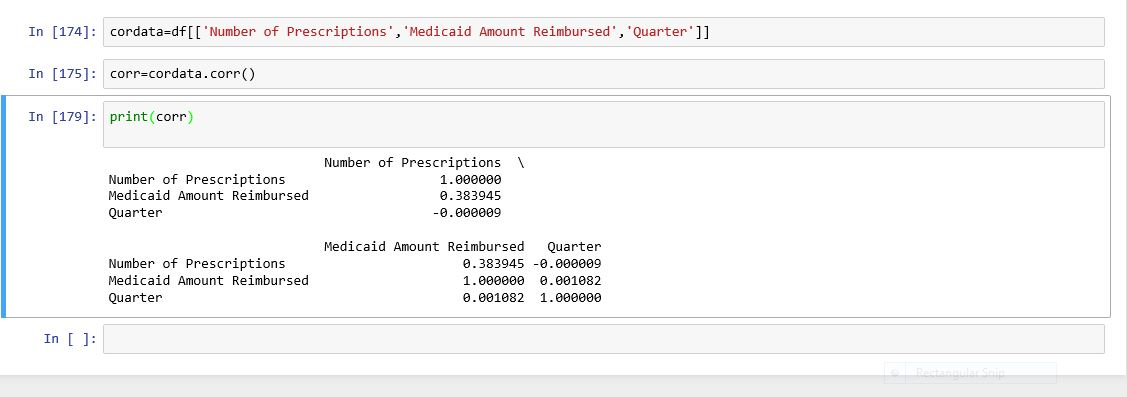 In [174]: cordata=df[['Number of Prescriptions','Medicaid Amount Reimbursed','Quarter']]
In [175]: corr=cordata.corr()
In [179]: print(corr)
Number of Prescriptions \
Number of Prescriptions 1.000000
Medicaid Amount Reimbursed 0.383945
Quarter -0.000009
Medicaid Amount Reimbursed Quarter
Number of Prescriptions 0.383945 -0.000009
Medicaid Amount Reimbursed 1.000000 0.001082
Quarter 0.001082 1.000000
In [ ]:
Rectangular Snip